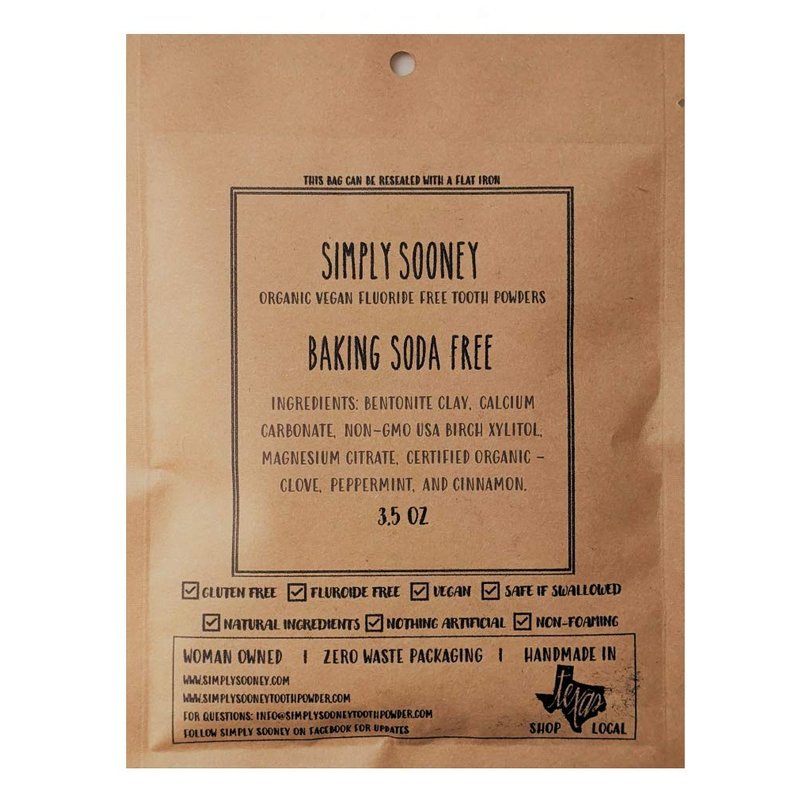 THIS BAG CAN BE RESEALED WITH A FLAT IRON
SIMPLY SOONEY
ORGANIC VEGAN FLUORIDE FREE TOOTH POWDERS
BAKING SODA FREE
INGREDIENTS: BENTONITE CLAY, CALCIUM
CARBONATE, NON-GMO USA BIRCH XYLITOL,
MAGNESIUM CITRATE, CERTIFIED ORGANIC –
CLOVE, PEPPERMINT, AND CINNAMON.
3.5 OZ
GLUTEN FREE FLUROIDE FREE VEGAN SAFE IF SWALLOWED
NATURAL INGREDIENTS NOTHING ARTIFICIAL NON-FOAMING
WOMAN OWNED | ZERO WASTE PACKAGING | HANDMADE IN
WWW.SIMPLYSOONEY.COM
WWW.SIMPLYSOONEYTOOTHPOWDER.COM
FOR QUESTIONS: INFO@SIMPLYSOONEYTOOTHPOWDER.COM
FOLLOW SIMPLY SOONEY ON FACEBOOK FOR UPDATES
texas
SHOP LOCAL